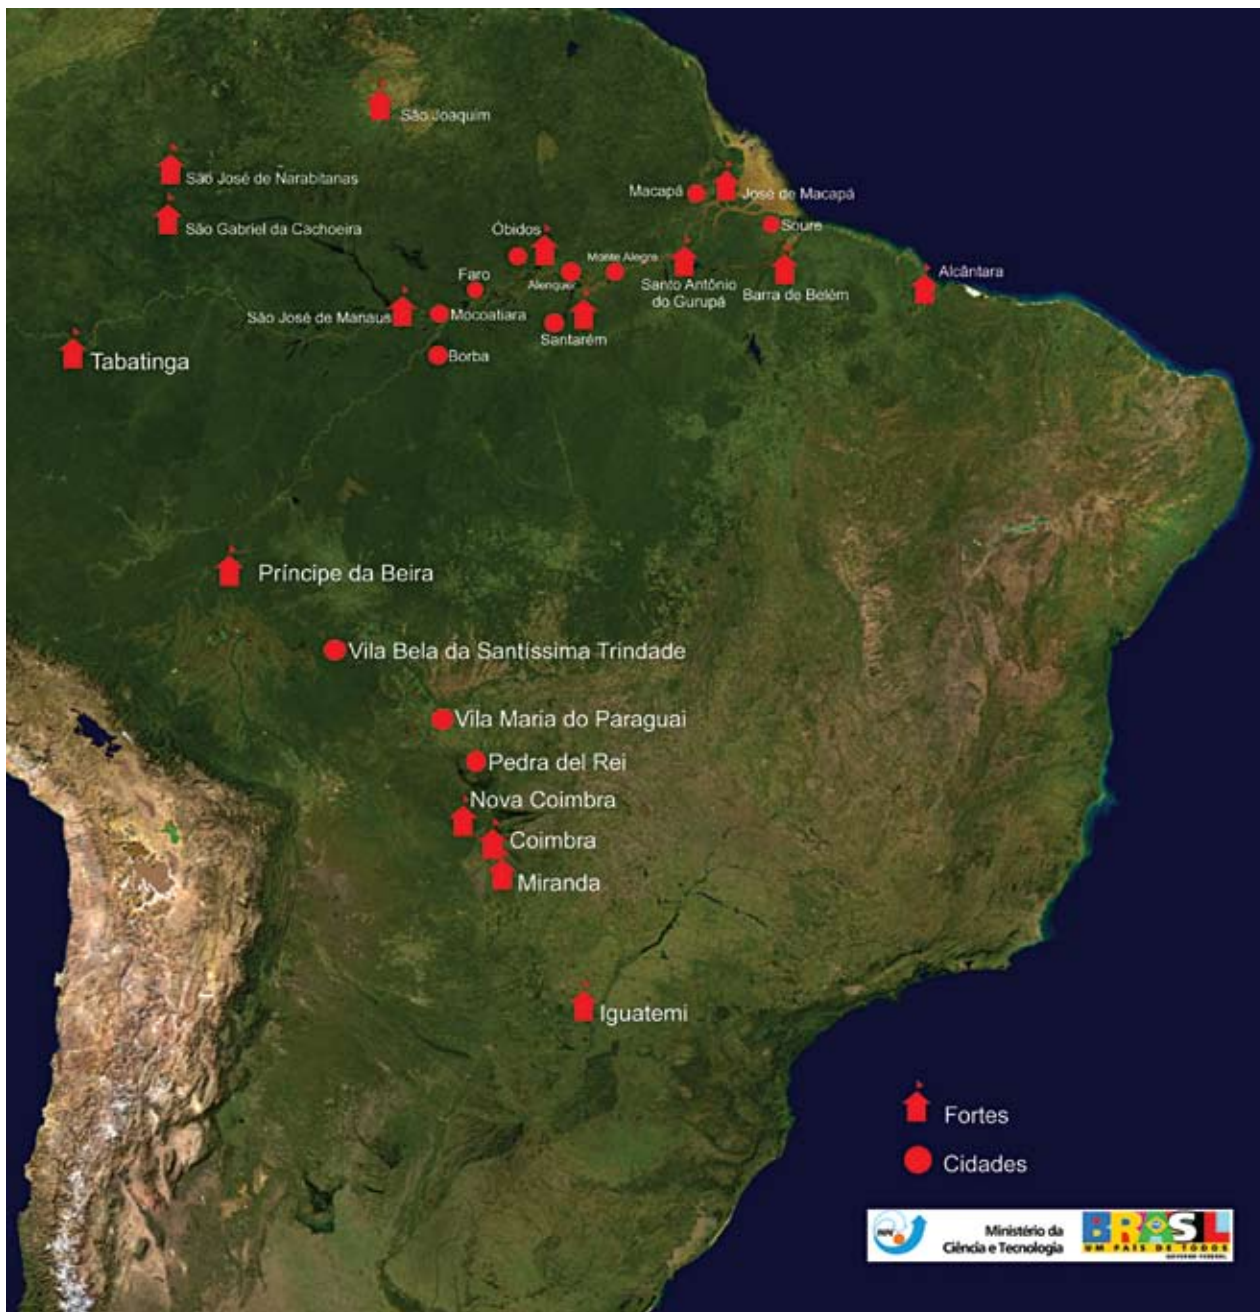 São Joaquim
São José de Narabitanas
Macapá
José de Macapá
São Gabriel da Cachoeira
Óbidos
Soure
Monte Alegre
Faro
Alenquer
Santo Antônio
do Gurupá
Barra de Belém
Alcântara
São José de Manaus
Mocoatiara
Santarém
Tabatinga
Borba
Príncipe da Beira
Vila Bela da Santíssima Trindade
Vila Maria do Paraguai
Pedra del Rei
Nova Coimbra
Coimbra
Miranda
Iguatemi
Fortes
Cidades
Ministério da
Ciência e Tecnologia
BRASIL
UM PAÍS DE TODOS
GOVERNO FEDERAL